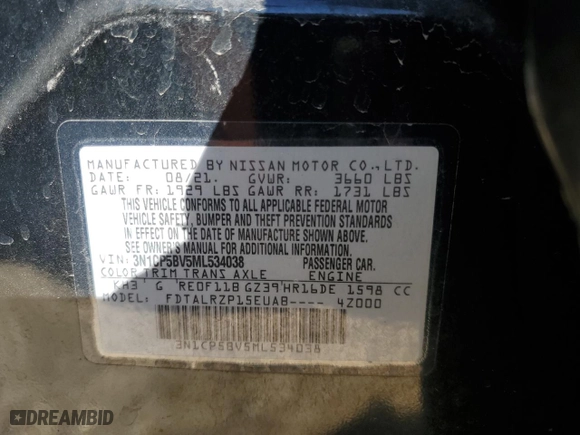 MANUFACTURED BY NISSAN MOTOR CO.,LTD.
DATE: 08/21. GVWR: 3660 LBS
GAWR FR: 1929 LBS GAWR RR: 1731 LBS
THIS VEHICLE CONFORMS TO ALL APPLICABLE FEDERAL MOTOR
VEHICLE SAFETY, BUMPER AND THEFT PREVENTION STANDARDS
IN EFFECT ON THE DATE OF MANUFACTURE SHOWN ABOVE.
SEE OWNER'S MANUAL FOR ADDITIONAL INFORMATION.
VIN: 3N1CP5BV5ML534038 PASSENGER CAR.
COLOR TRIM TRANS AXLE ENGINE
KH3 G RE0F11B GZ39 HR16DE 1598 CC
MODEL: FDTALRZP15EUA8---- 4Z000
3N1CP5BV5ML534038
DREAMBID